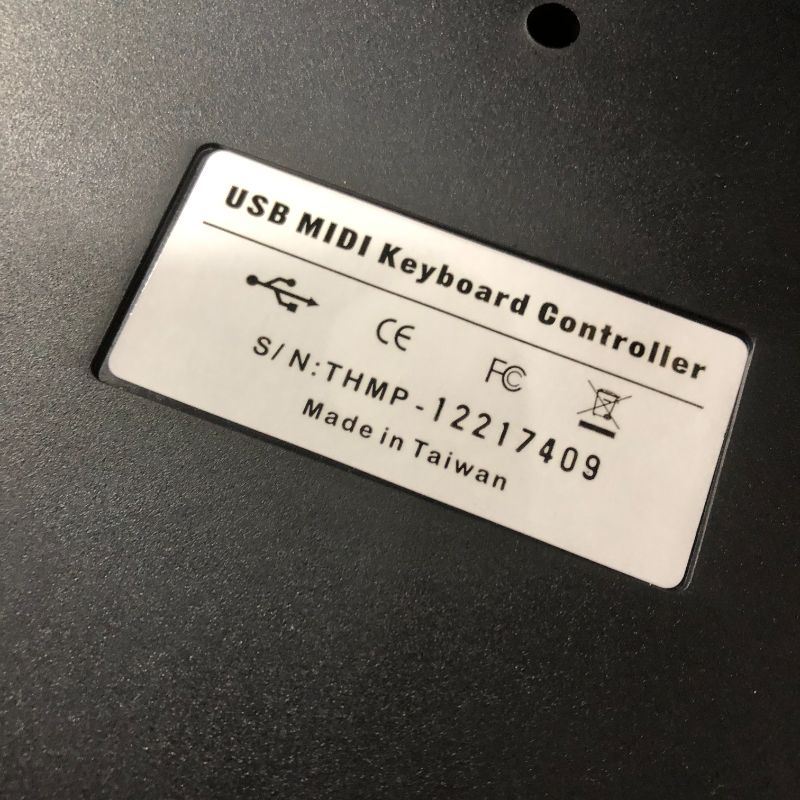 USB MIDI Keyboard Controller
CE FC
S/N:THMP-12217409
Made in Taiwan